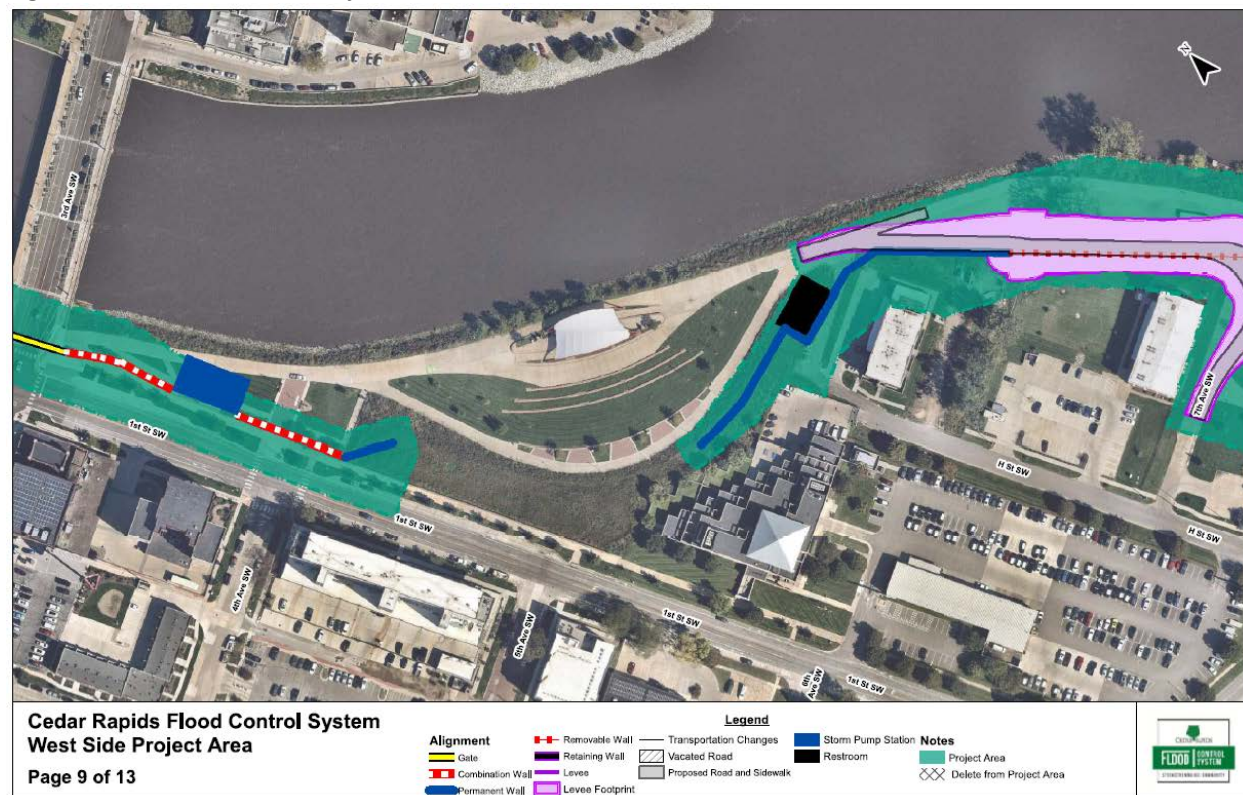 N
3rd Ave SW
1st St SW
4th Ave SW
1st St SW
5th Ave SW
1st St SW
6th
Ave SW
1st St SW
H St SW
H St SW
7th Ave SW
Cedar Rapids Flood Control System
West Side Project Area
Page 9 of 13
Legend
Alignment
Gate
Combination Wall
Permanent Wall
Removable Wall
Retaining Wall
Levee
Levee Footprint
Transportation Changes
Vacated Road
Proposed Road and Sidewalk
Storm Pump Station
Restroom
Notes
Project Area
Delete from Project Area
CEDAR RAPIDS
FLOOD CONTROL
SYSTEM